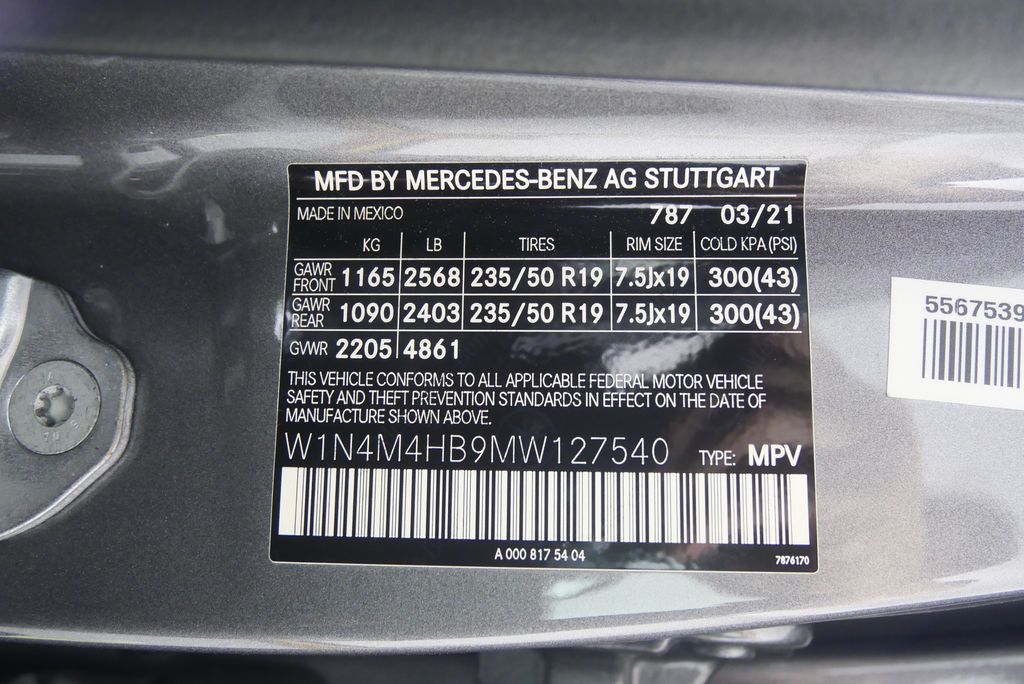 MFD BY MERCEDES-BENZ AG STUTTGART
MADE IN MEXICO 787 03/21
KG LB TIRES RIM SIZE COLD KPA (PSI)
GAWR FRONT 1165 2568 235/50 R19 7.5Jx19 300(43)
GAWR REAR 1090 2403 235/50 R19 7.5Jx19 300(43)
GVWR 2205 4861
THIS VEHICLE CONFORMS TO ALL APPLICABLE FEDERAL MOTOR VEHICLE
SAFETY AND THEFT PREVENTION STANDARDS IN EFFECT ON THE DATE OF
MANUFACTURE SHOWN ABOVE.
W1N4M4HB9MW127540 TYPE: MPV
A 000 817 54 04
7876170
5567539